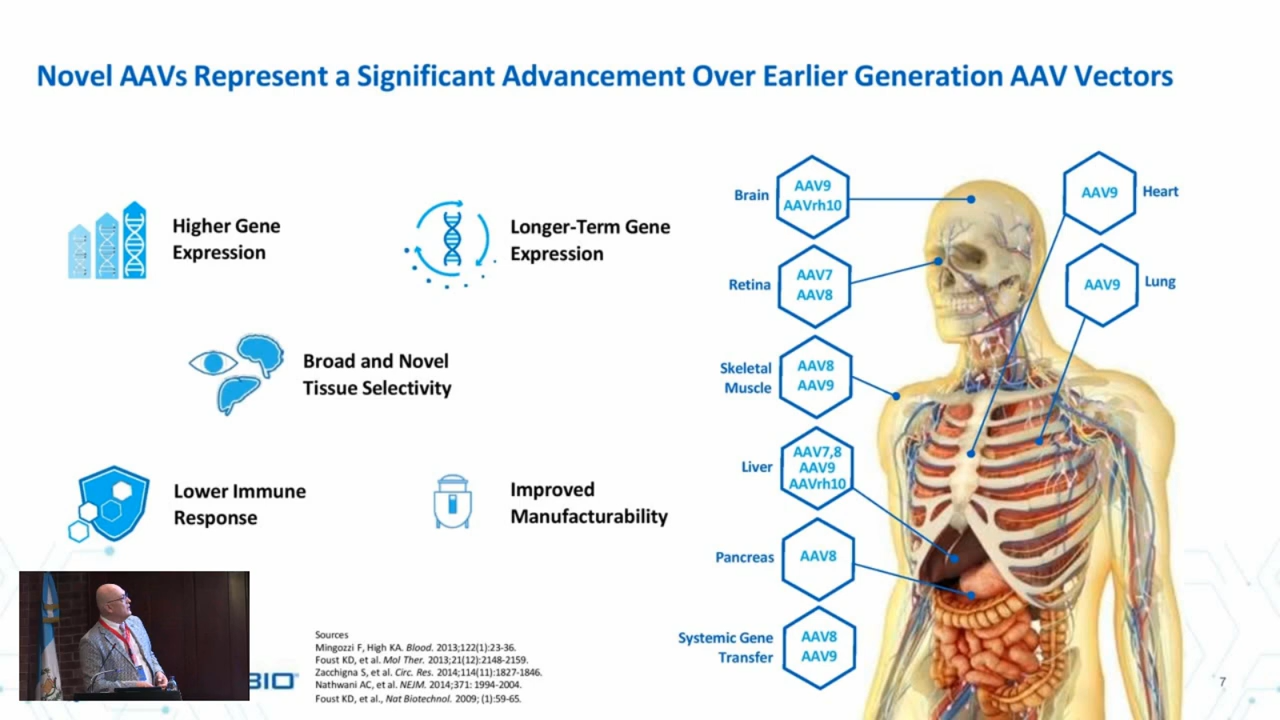 Novel AAVs Represent a Significant Advancement Over Earlier Generation AAV Vectors
Higher Gene
Expression
Longer-Term Gene
Expression
Broad and Novel
Tissue Selectivity
Lower Immune
Response
Improved
Manufacturability
Brain
AAV9
AAVrh10
Retina
AAV7
AAV8
Skeletal
Muscle
AAV8
AAV9
Liver
AAV7,8
AAV9
AAVrh10
Pancreas
AAV8
Systemic Gene
Transfer
AAV8
AAV9
AAV9
Heart
AAV9
Lung
Sources
Mingozzi F, High KA. Blood. 2013;122(1):23-36.
Foust KD, et al. Mol Ther. 2013;21(12):2148-2159.
Zacchigna S, et al. Circ. Res. 2014;114(11):1827-1846.
Nathwani AC, et al. NEJM. 2014;371: 1994-2004.
Foust KD, et al., Nat Biotechnol. 2009; (1):59-65.
BIO
7